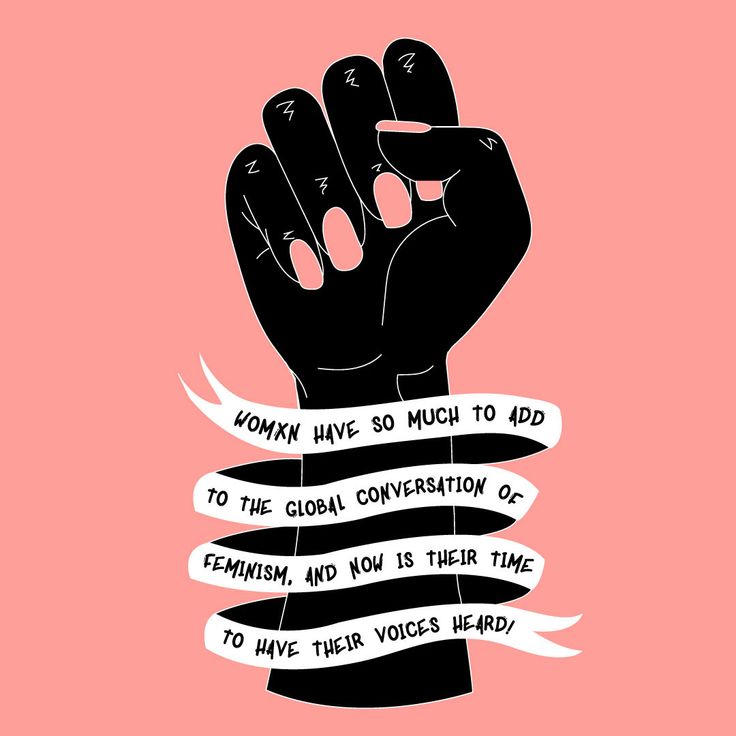 WOMXN HAVE SO MUCH TO ADD
TO THE GLOBAL CONVERSATION OF
FEMINISM, AND NOW IS THEIR TIME
TO HAVE THEIR VOICES HEARD!